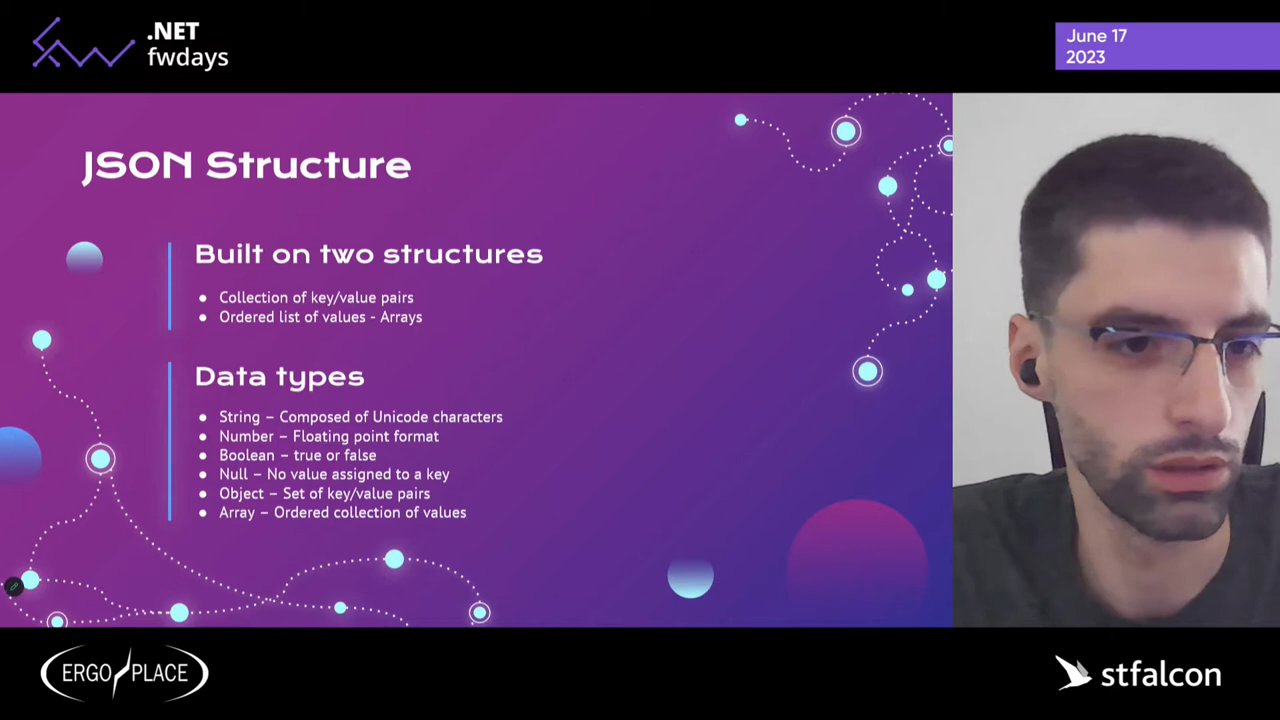 .NET
fwdays
June 17
2023
JSON Structure
Built on two structures
● Collection of key/value pairs
● Ordered list of values - Arrays
Data types
● String – Composed of Unicode characters
● Number – Floating point format
● Boolean – true or false
● Null – No value assigned to a key
● Object – Set of key/value pairs
● Array – Ordered collection of values
ERGO PLACE
stfalcon